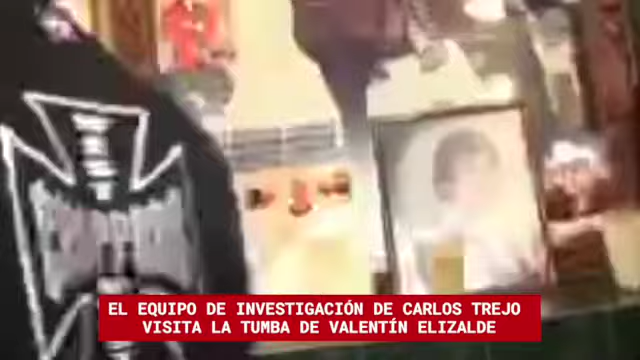 EL EQUIPO DE INVESTIGACIÓN DE CARLOS TREJO
VISITA LA TUMBA DE VALENTÍN ELIZALDE